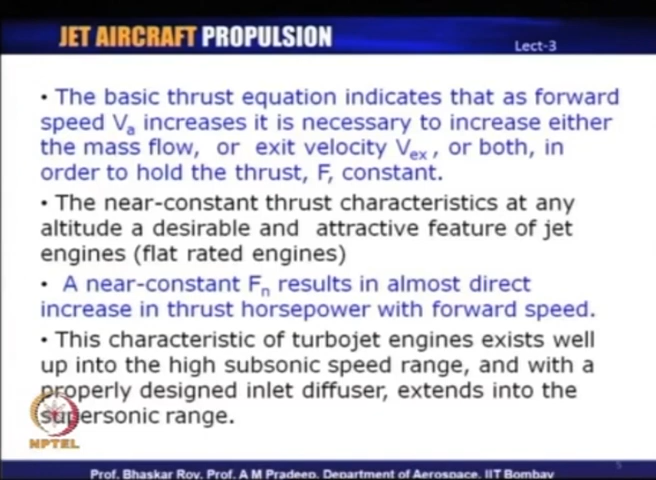 JET AIRCRAFT PROPULSION
Lect-3
• The basic thrust equation indicates that as forward
speed Va increases it is necessary to increase either
the mass flow, or exit velocity Vex, or both, in
order to hold the thrust, F, constant.
• The near-constant thrust characteristics at any
altitude a desirable and attractive feature of jet
engines (flat rated engines)
• A near-constant Fn results in almost direct
increase in thrust horsepower with forward speed.
• This characteristic of turbojet engines exists well
up into the high subsonic speed range, and with a
properly designed inlet diffuser, extends into the
supersonic range.
NPTEL
5
Prof. Bhaskar Roy, Prof. A M Pradeep, Department of Aerospace, IIT Bombay